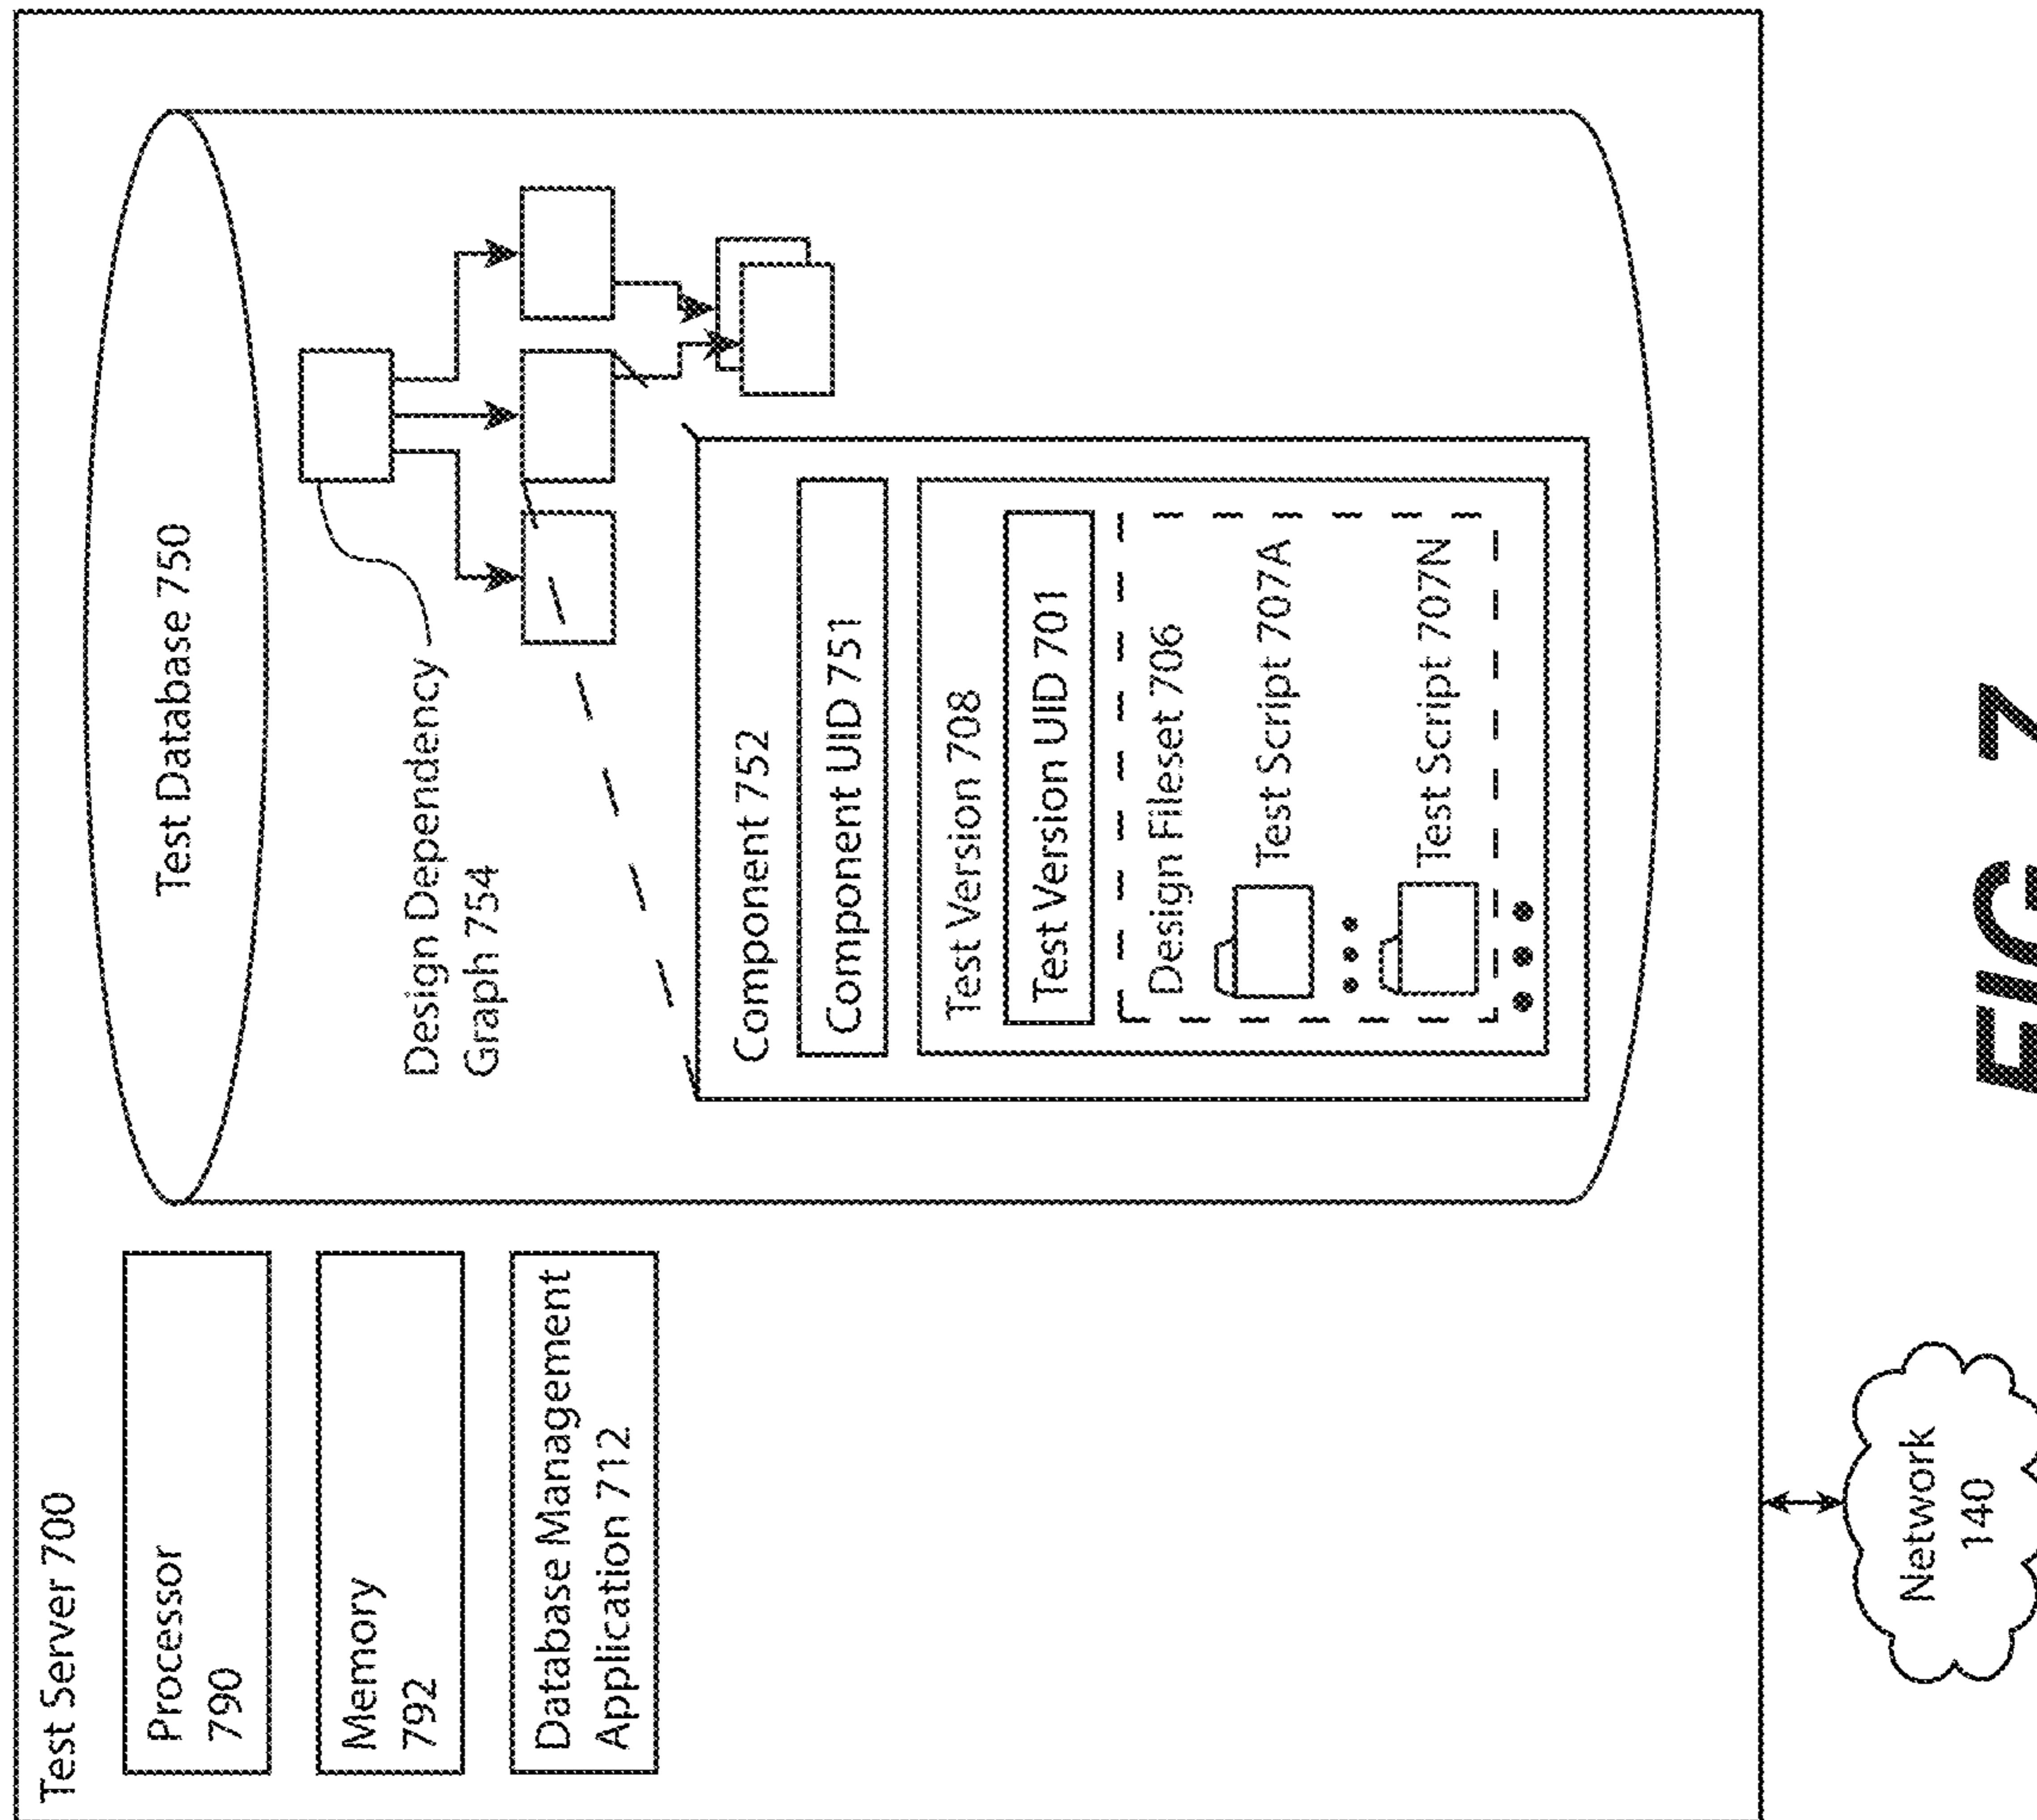 Test Server 700
Processor
790
Memory
792
Database Management
Application 712
Test Database 750
Design Dependency
Graph 754
Component 752
Component UID 751
Test Version 708
Test Version UID 701
Design Fileset 706
Test Script 707A
Test Script 707N
Network
140
FIG. 7